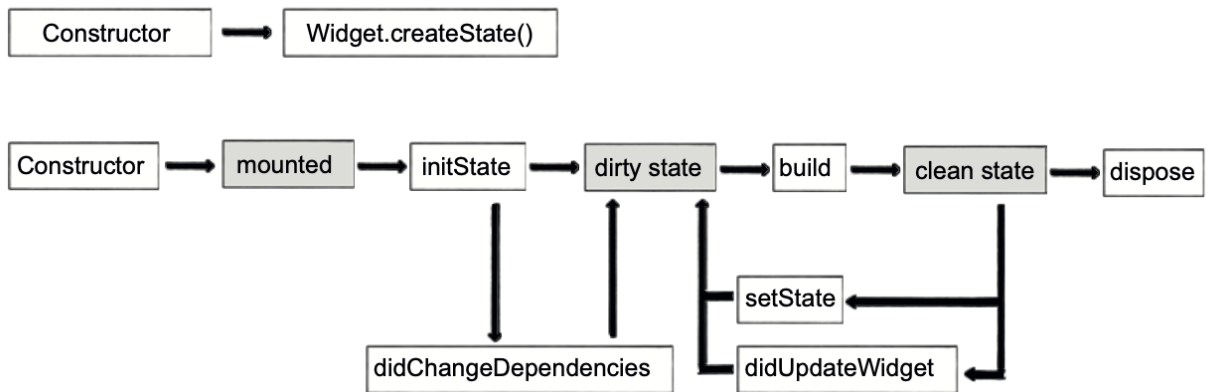 Constructor
Widget.createState()
Constructor
mounted
initState
dirty state
build
clean state
dispose
setState
didChangeDependencies
didUpdateWidget